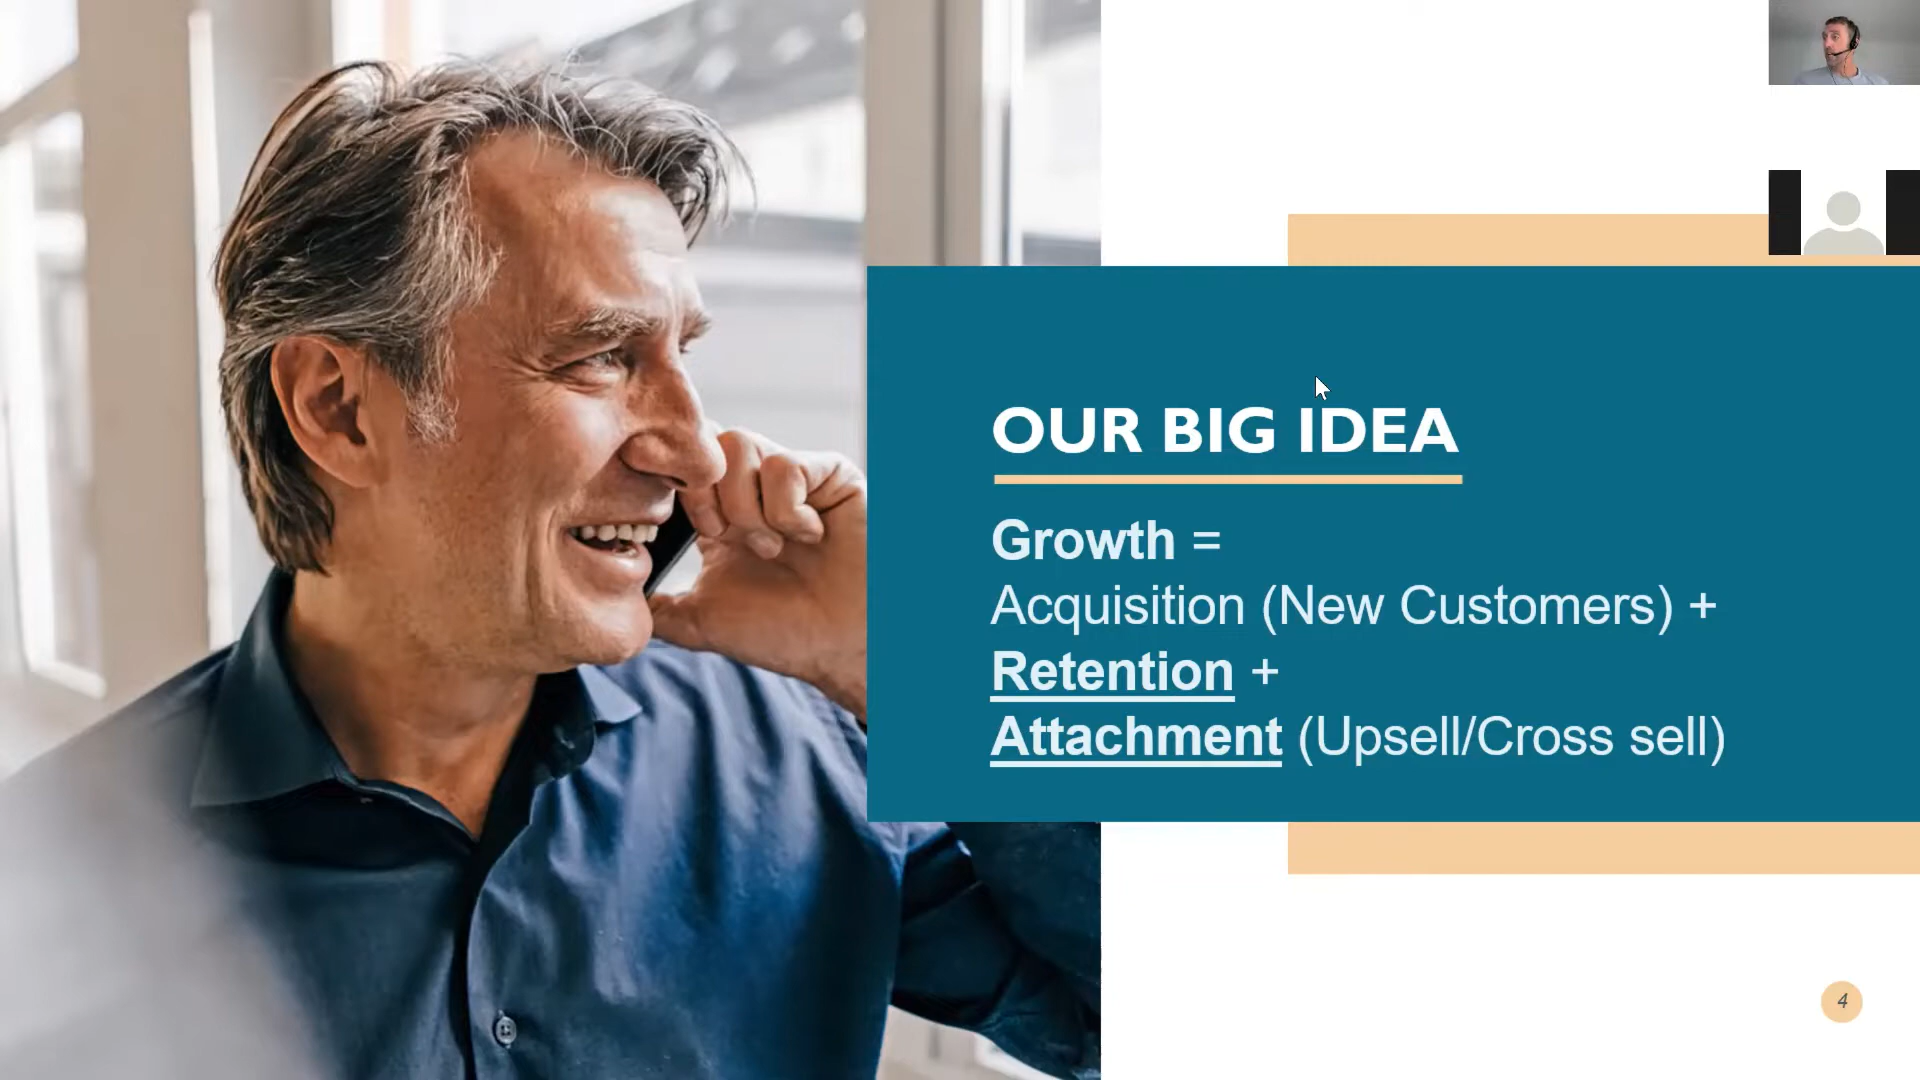 OUR BIG IDEA
Growth =
Acquisition (New Customers) +
Retention +
Attachment (Upsell/Cross sell)
4